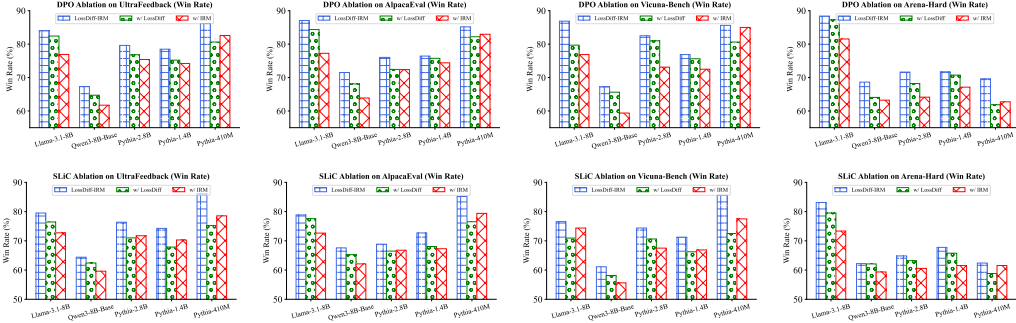 DPO Ablation on UltraFeedback (Win Rate)
LossDiff-IRM
w/ LossDiff
w/ IRM
Win Rate (%)
90
80
70
60
Llama-3.1-8B
Qwen3-8B-Base
Pythia-2.8B
Pythia-1.4B
Pythia-410M
DPO Ablation on AlpacaEval (Win Rate)
LossDiff-IRM
w/ LossDiff
w/ IRM
Win Rate (%)
90
80
70
60
Llama-3.1-8B
Qwen3-8B-Base
Pythia-2.8B
Pythia-1.4B
Pythia-410M
DPO Ablation on Vicuna-Bench (Win Rate)
LossDiff-IRM
w/ LossDiff
w/ IRM
Win Rate (%)
90
80
70
60
Llama-3.1-8B
Qwen3-8B-Base
Pythia-2.8B
Pythia-1.4B
Pythia-410M
DPO Ablation on Arena-Hard (Win Rate)
LossDiff-IRM
w/ LossDiff
w/ IRM
Win Rate (%)
90
80
70
60
Llama-3.1-8B
Qwen3-8B-Base
Pythia-2.8B
Pythia-1.4B
Pythia-410M
SLiC Ablation on UltraFeedback (Win Rate)
LossDiff-IRM
w/ LossDiff
w/ IRM
Win Rate (%)
90
80
70
60
50
Llama-3.1-8B
Qwen3-8B-Base
Pythia-2.8B
Pythia-1.4B
Pythia-410M
SLiC Ablation on AlpacaEval (Win Rate)
LossDiff-IRM
w/ LossDiff
w/ IRM
Win Rate (%)
90
80
70
60
50
Llama-3.1-8B
Qwen3-8B-Base
Pythia-2.8B
Pythia-1.4B
Pythia-410M
SLiC Ablation on Vicuna-Bench (Win Rate)
LossDiff-IRM
w/ LossDiff
w/ IRM
Win Rate (%)
90
80
70
60
50
Llama-3.1-8B
Qwen3-8B-Base
Pythia-2.8B
Pythia-1.4B
Pythia-410M
SLiC Ablation on Arena-Hard (Win Rate)
LossDiff-IRM
w/ LossDiff
w/ IRM
Win Rate (%)
90
80
70
60
50
Llama-3.1-8B
Qwen3-8B-Base
Pythia-2.8B
Pythia-1.4B
Pythia-410M